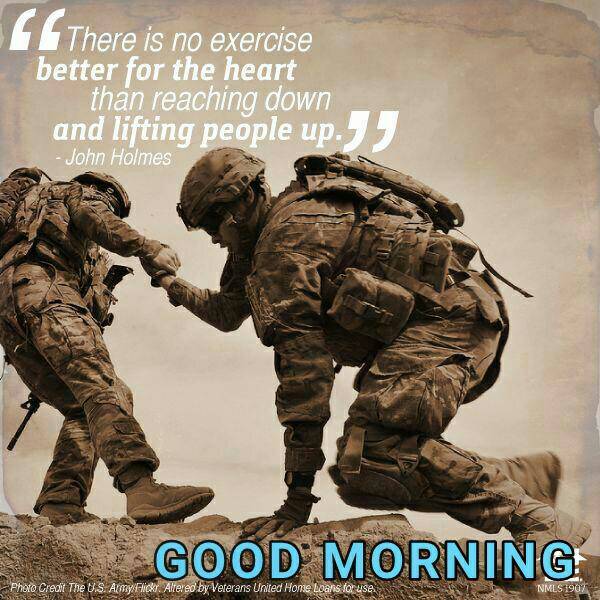 “There is no exercise
better for the heart
than reaching down
and lifting people up.”
- John Holmes
GOOD MORNING
Photo Credit The U.S. Army/Flickr. Altered by Veterans United Home Loans for use.
NMLS 1907